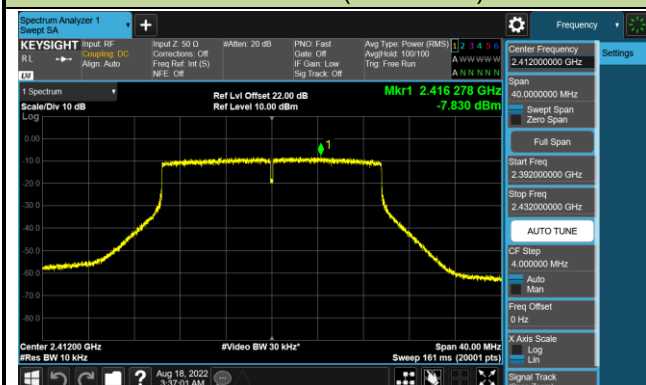 Spectrum Analyzer 1
Swept SA
+
Frequency
KEYSIGHT
Input: RF
Coupling: DC
Align: Auto
Input Z: 50 Ω
Corrections: Off
Freq Ref: Int (S)
NFE: Off
#Atten: 20 dB
PNO: Fast
Gate: Off
IF Gain: Low
Sig Track: Off
Avg Type: Power (RMS)
Avg|Hold: 100/100
Trig: Free Run
1 2 3 4 5 6
A W W W W W
A N N N N N
R L
1 Spectrum
Scale/Div 10 dB
Log
Ref Lvl Offset 22.00 dB
Ref Level 10.00 dBm
Mkr1 2.416 278 GHz
-7.830 dBm
1
0.00
-10.0
-20.0
-30.0
-40.0
-50.0
-60.0
-70.0
-80.0
Center 2.41200 GHz
#Res BW 10 kHz
#Video BW 30 kHz*
Span 40.00 MHz
Sweep 161 ms (20001 pts)
Aug 18, 2022
3:37:01 AM
?
Center Frequency
2.412000000 GHz
Settings
Span
40.0000000 MHz
Swept Span
Zero Span
Full Span
Start Freq
2.392000000 GHz
Stop Freq
2.432000000 GHz
AUTO TUNE
CF Step
4.000000 MHz
Auto
Man
Freq Offset
0 Hz
X Axis Scale
Log
Lin
Signal Track